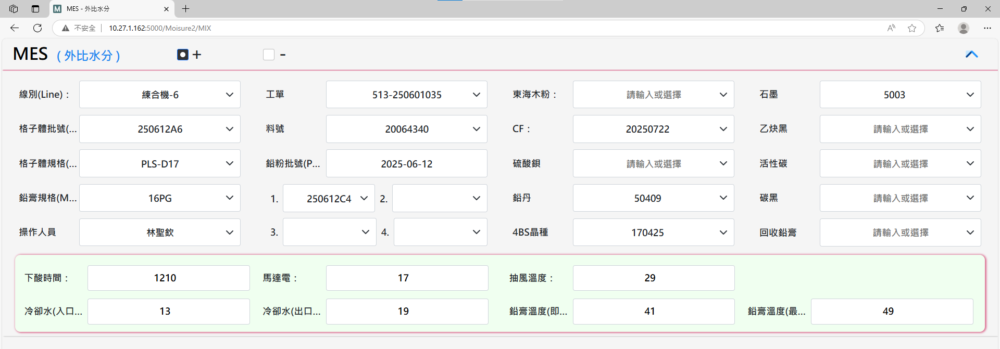 MES - 外比水分
不安全 10.27.1.162:5000/Moisure2/MIX
MES ( 外比水分 ) + -
線別(Line)： 練合機-6 工單 513-250601035 東海木粉： 請輸入或選擇 石墨 5003
格子體批號(... 250612A6 料號 20064340 CF： 20250722 乙炔黑 請輸入或選擇
格子體規格(... PLS-D17 鉛粉批號(P... 2025-06-12 硫酸鋇 請輸入或選擇 活性碳 請輸入或選擇
鉛膏規格(M... 16PG 1. 250612C4 2. 鉛丹 50409 碳黑 請輸入或選擇
操作人員 林聖欽 3. 4. 4BS晶種 170425 回收鉛膏 請輸入或選擇
下酸時間： 1210 馬達電： 17 抽風溫度： 29
冷卻水(入口... 13 冷卻水(出口... 19 鉛膏溫度(即... 41 鉛膏溫度(最... 49